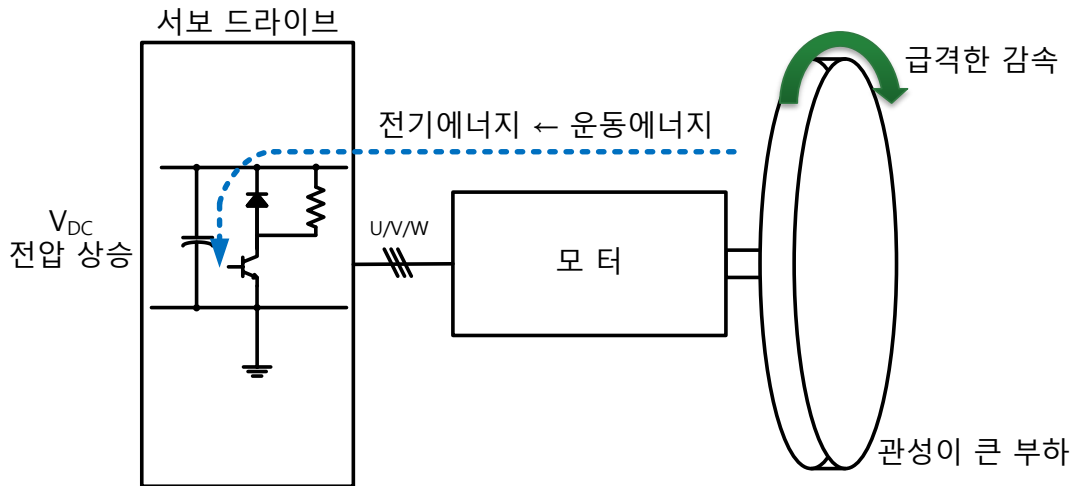 서보 드라이브
급격한 감속
전기에너지 ← 운동에너지
V_DC
전압 상승
U/V/W
모 터
관성이 큰 부하